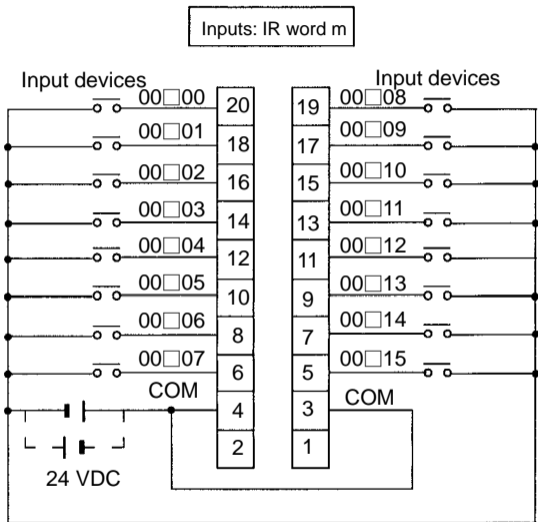 Inputs: IR word m
Input devices Input devices
00□00 20 19 00□08
00□01 18 17 00□09
00□02 16 15 00□10
00□03 14 13 00□11
00□04 12 11 00□12
00□05 10 9 00□13
00□06 8 7 00□14
00□07 6 5 00□15
COM 4 3 COM
2 1
24 VDC